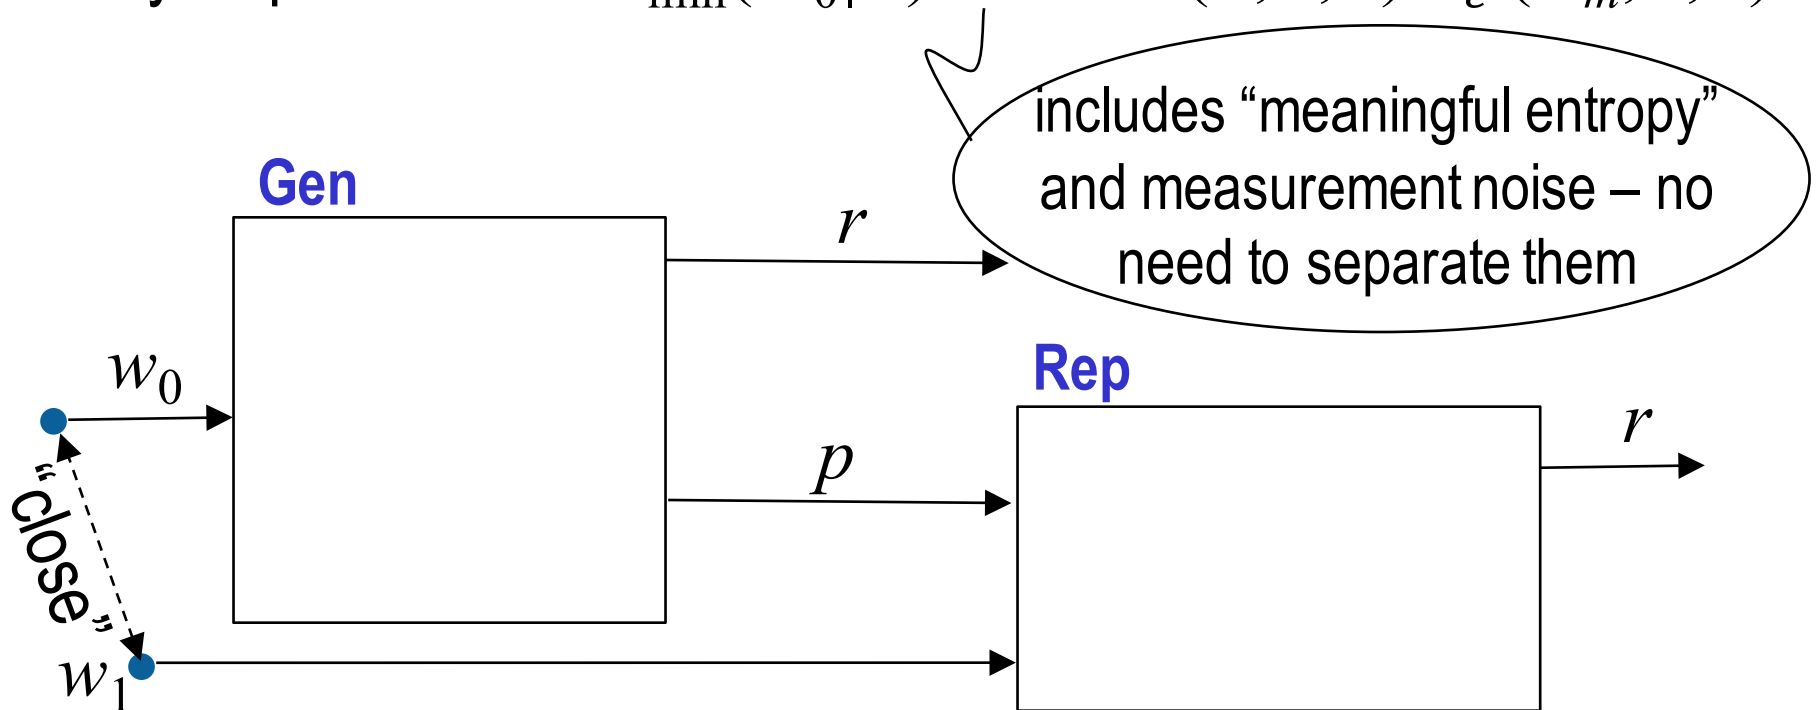 includes “meaningful entropy”
and measurement noise – no
need to separate them
Gen
r
w₀
Rep
r
p
“close”
w₁